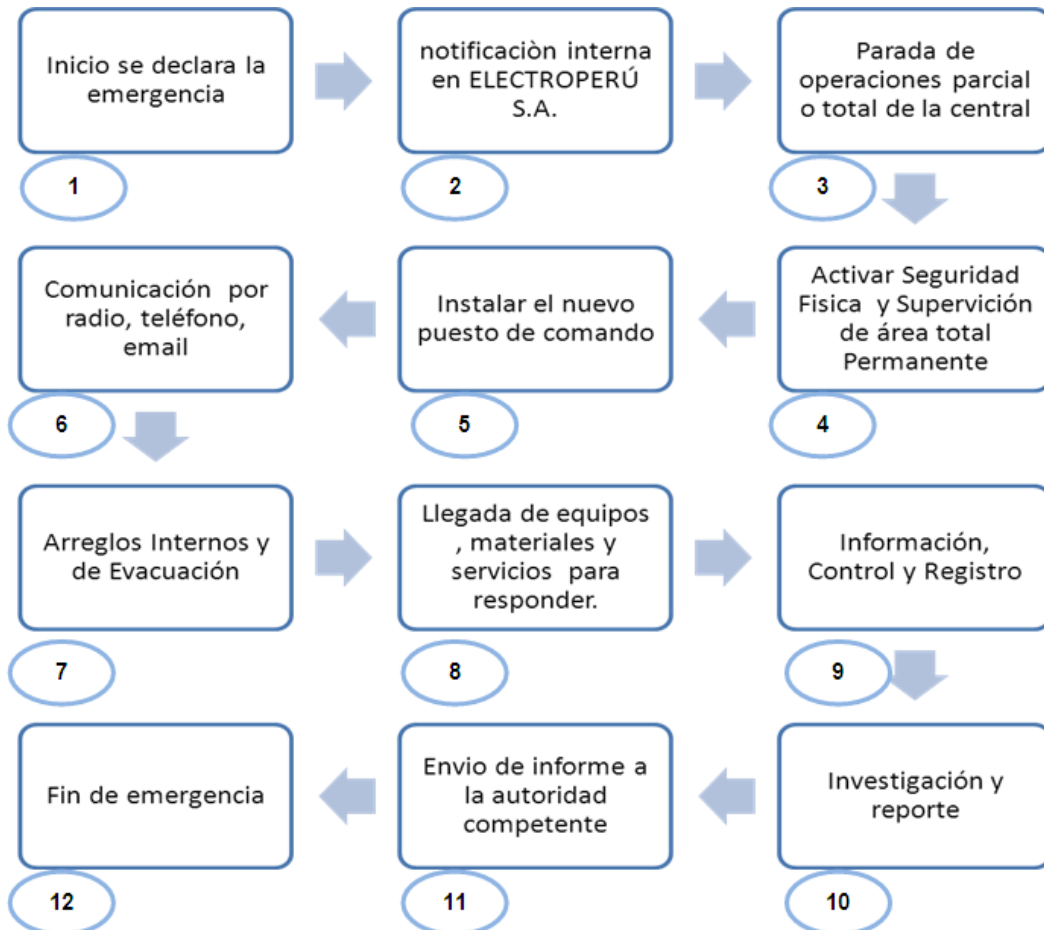 Inicio se declara la
emergencia
1
notificaciòn interna
en ELECTROPERÚ
S.A.
2
Parada de
operaciones parcial
o total de la central
3
Activar Seguridad
Fisica y Supervición
de área total
Permanente
4
Instalar el nuevo
puesto de comando
5
Comunicación por
radio, teléfono,
email
6
Arreglos Internos y
de Evacuación
7
Llegada de equipos
, materiales y
servicios para
responder.
8
Información,
Control y Registro
9
Investigación y
reporte
10
Envio de informe a
la autoridad
competente
11
Fin de emergencia
12